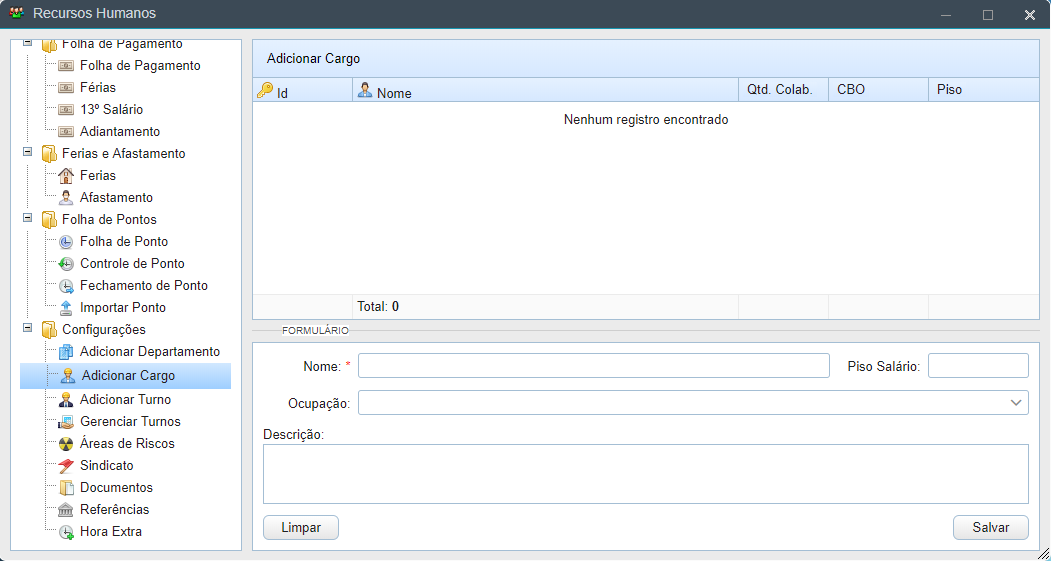 Recursos Humanos
Folha de Pagamento
Folha de Pagamento
Férias
13º Salário
Adiantamento
Ferias e Afastamento
Ferias
Afastamento
Folha de Pontos
Folha de Ponto
Controle de Ponto
Fechamento de Ponto
Importar Ponto
Configurações
Adicionar Departamento
Adicionar Cargo
Adicionar Turno
Gerenciar Turnos
Áreas de Riscos
Sindicato
Documentos
Referências
Hora Extra
Adicionar Cargo
Id Nome Qtd. Colab. CBO Piso
Nenhum registro encontrado
Total: 0
FORMULÁRIO
Nome: * Piso Salário:
Ocupação:
Descrição:
Limpar Salvar